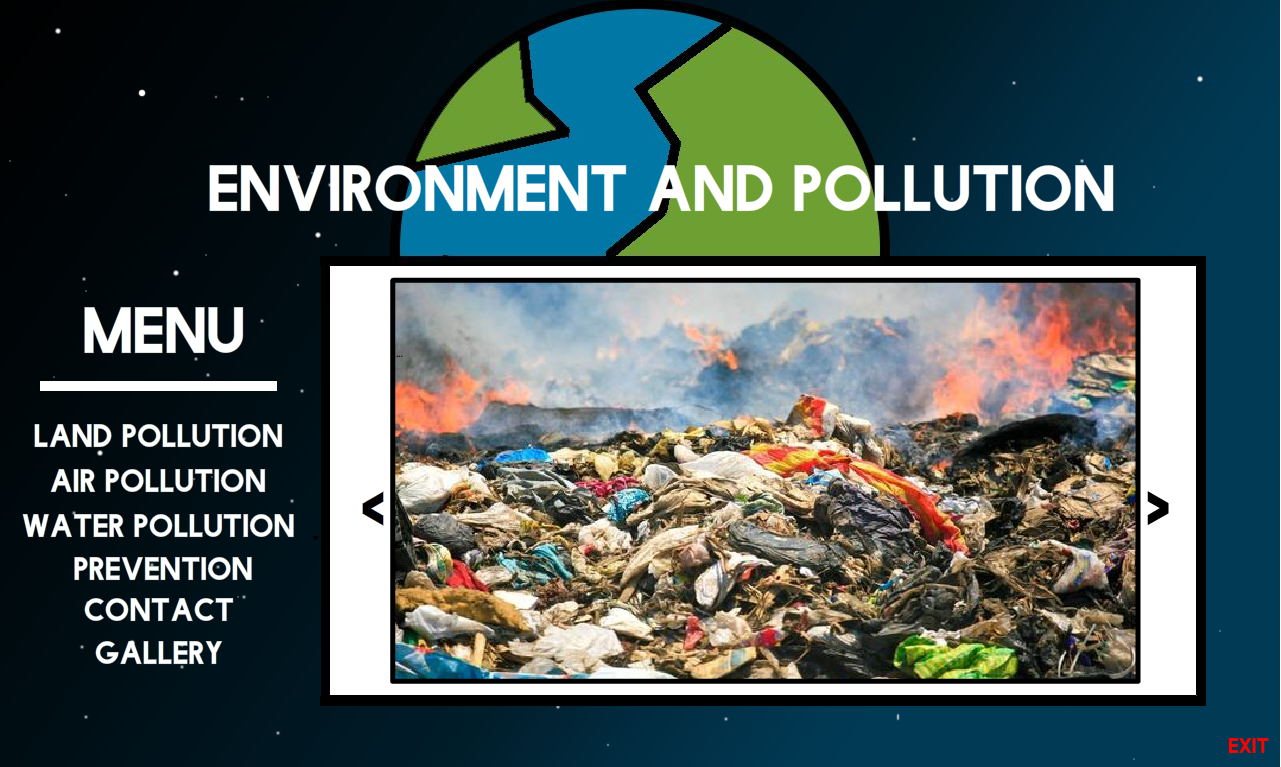 ENVIRONMENT AND POLLUTION
MENU
LAND POLLUTION
AIR POLLUTION
WATER POLLUTION
PREVENTION
CONTACT
GALLERY
<
>
EXIT